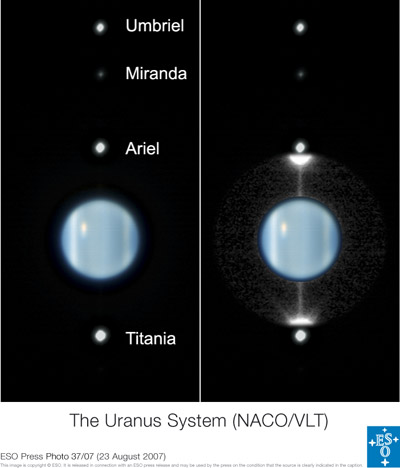 Umbriel
Miranda
Ariel
Titania
The Uranus System (NACO/VLT)
ESO Press Photo 37/07 (23 August 2007)
This image is copyright © ESO. It is released in connection with an ESO press release and may be used by the press on the condition that the source is clearly indicated in the caption.
ESO